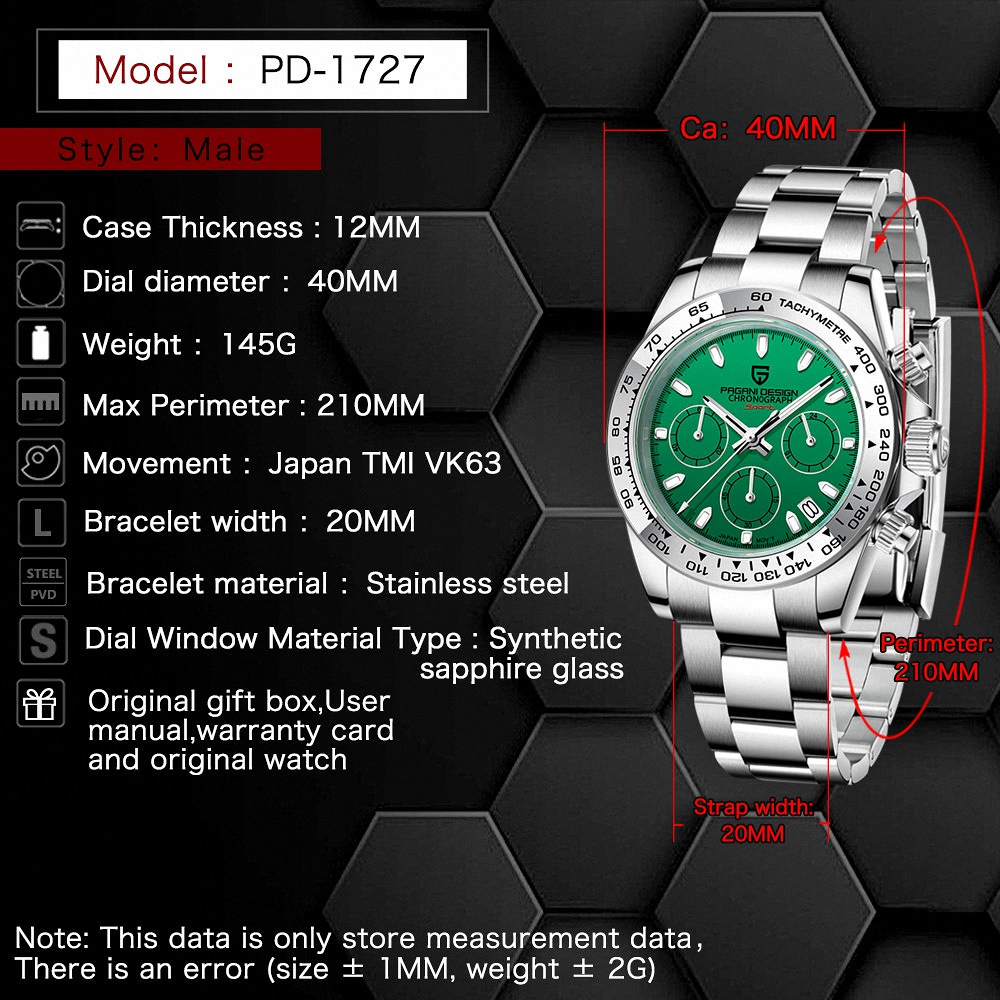 Model : PD-1727
Style: Male
Case Thickness : 12MM
Dial diameter : 40MM
Weight : 145G
Max Perimeter : 210MM
Movement : Japan TMI VK63
L
Bracelet width : 20MM
STEEL
PVD
Bracelet material : Stainless steel
S
Dial Window Material Type : Synthetic
sapphire glass
Original gift box,User
manual,warranty card
and original watch
Note: This data is only store measurement data,
There is an error (size ± 1MM, weight ± 2G)
Ca: 40MM
60 TACHYMETRE 400 300 240 200 180 160 140 130 120 110 100 90 85 80 75 70 65
PAGANI DESIGN
CHRONOGRAPH
Sport
24
JAPAN MOV'T
Perimeter:
210MM
Strap width:
20MM